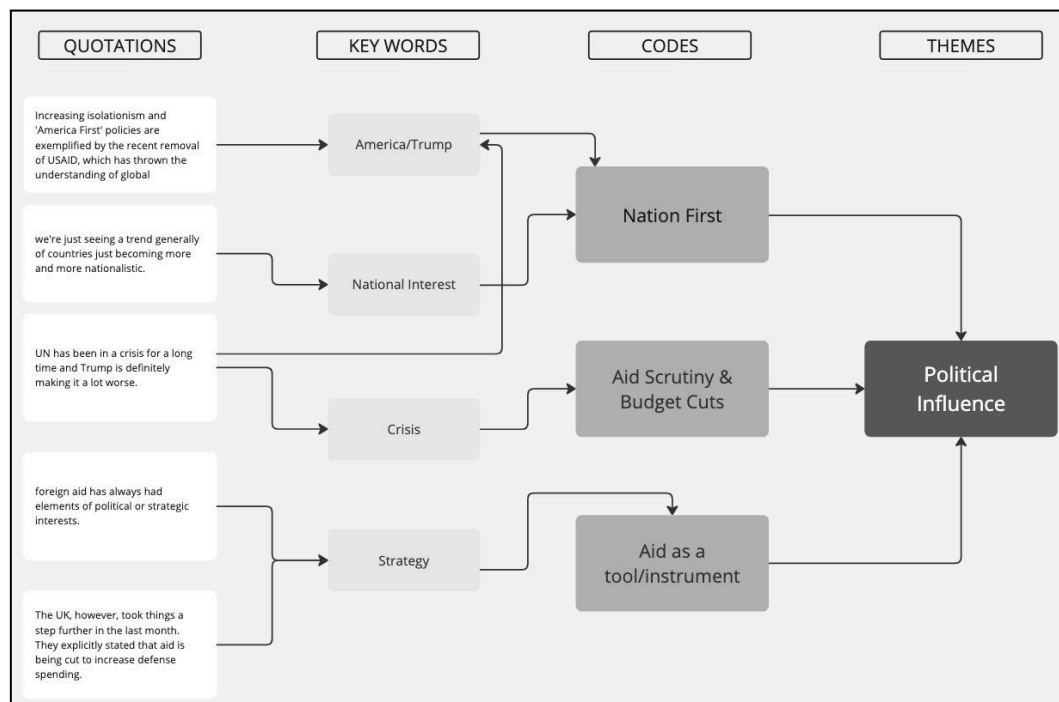 QUOTATIONS
KEY WORDS
CODES
THEMES
Increasing isolationism and
'America First' policies are
exemplified by the recent removal
of USAID, which has thrown the
understanding of global
America/Trump
Nation First
we're just seeing a trend generally
of countries just becoming more
and more nationalistic.
National Interest
UN has been in a crisis for a long
time and Trump is definitely
making it a lot worse.
Crisis
Aid Scrutiny &
Budget Cuts
Political
Influence
foreign aid has always had
elements of political or strategic
interests.
Strategy
Aid as a
tool/instrument
The UK, however, took things a
step further in the last month.
They explicitly stated that aid is
being cut to increase defense
spending.